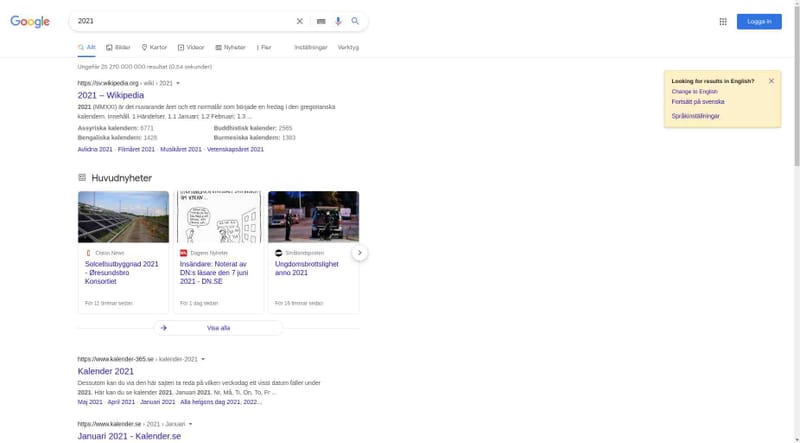 Google
2021
Logga in
Allt
Bilder
Kartor
Videor
Nyheter
Fler
Inställningar
Verktyg
Ungefär 25 270 000 000 resultat (0,64 sekunder)
Looking for results in English?
Change to English
Fortsätt på svenska
Språkinställningar
https://sv.wikipedia.org › wiki › 2021
2021 – Wikipedia
2021 (MMXXI) är det nuvarande året och ett normalår som började en fredag i den gregorianska
kalendern. Innehåll. 1 Händelser. 1.1 Januari; 1.2 Februari; 1.3 ...
Assyriska kalendern: 6771
Buddhistisk kalender: 2565
Bengaliska kalendern: 1428
Burmesiska kalendern: 1383
Avlidna 2021 · Filmåret 2021 · Musikåret 2021 · Vetenskapsåret 2021
Huvudnyheter
Cision News
Solcellsutbyggnad 2021
- Øresundsbro
Konsortiet
För 11 timmar sedan
Dagens Nyheter
Insändare: Noterat av
DN:s läsare den 7 juni
2021 - DN.SE
För 1 dag sedan
Smålandsposten
Ungdomsbrottslighet
anno 2021
För 16 timmar sedan
Visa alla
https://www.kalender-365.se › kalender-2021
Kalender 2021
Dessutom kan du via den här sajten ta reda på vilken veckodag ett visst datum faller under
2021. Här kan du se kalender 2021. Januari 2021. Nr, Må, Ti, On, To, Fr ...
Maj 2021 · April 2021 · Januari 2021 · Alla helgons dag 2021, 2022...
https://www.kalender.se › 2021 › Januari
Januari 2021 - Kalender.se